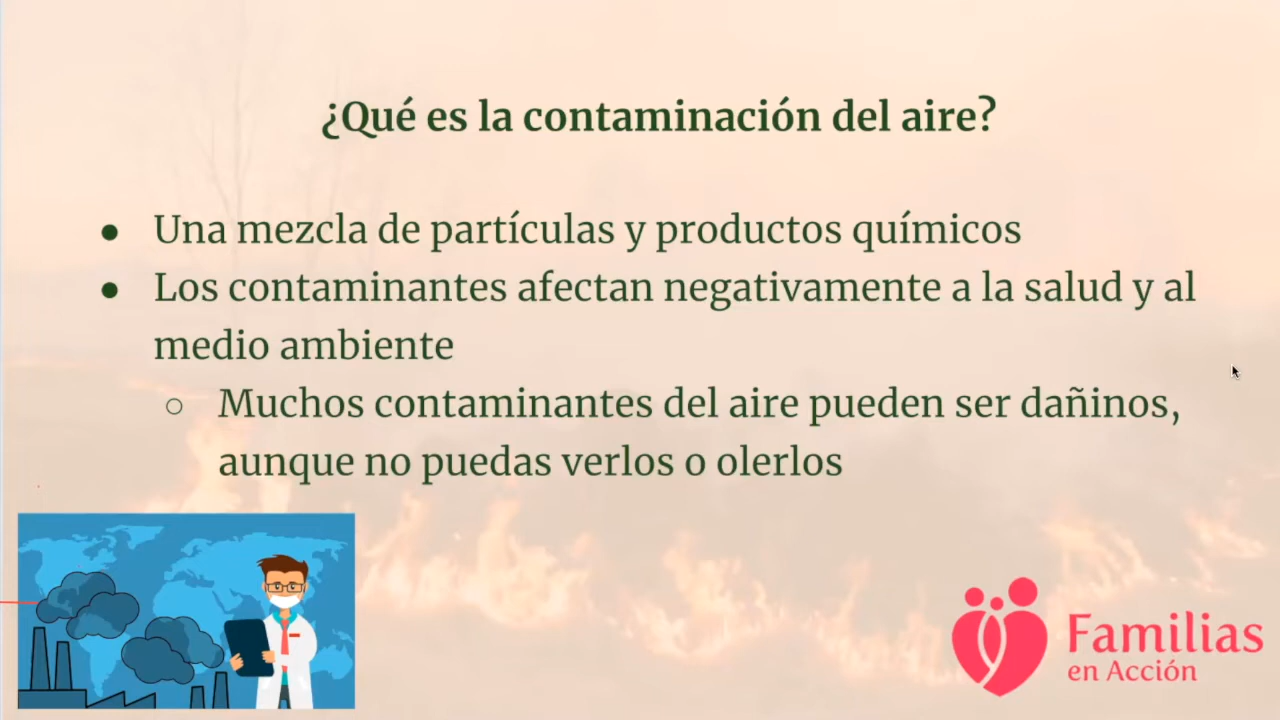 ¿Qué es la contaminación del aire?
● Una mezcla de partículas y productos químicos
● Los contaminantes afectan negativamente a la salud y al
medio ambiente
○ Muchos contaminantes del aire pueden ser dañinos,
aunque no puedas verlos o olerlos
Familias
en Acción